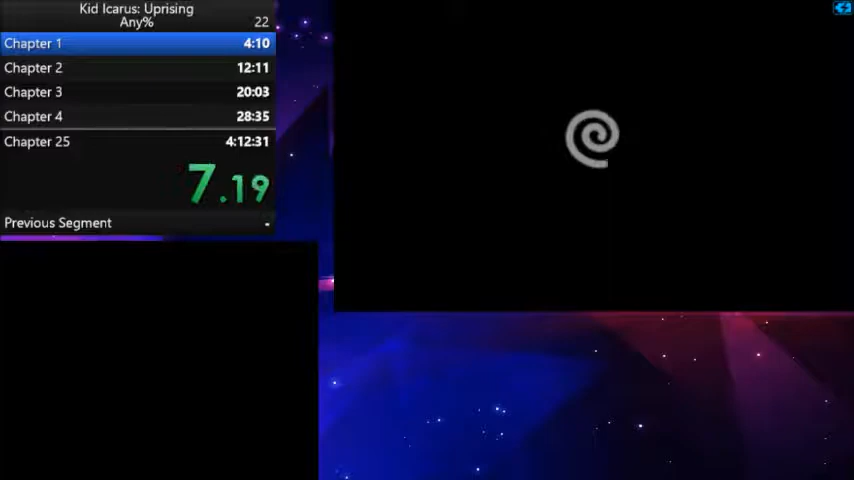 Kid Icarus: Uprising
Any% 22
Chapter 1 4:10
Chapter 2 12:11
Chapter 3 20:03
Chapter 4 28:35
Chapter 25 4:12:31
7.19
Previous Segment -